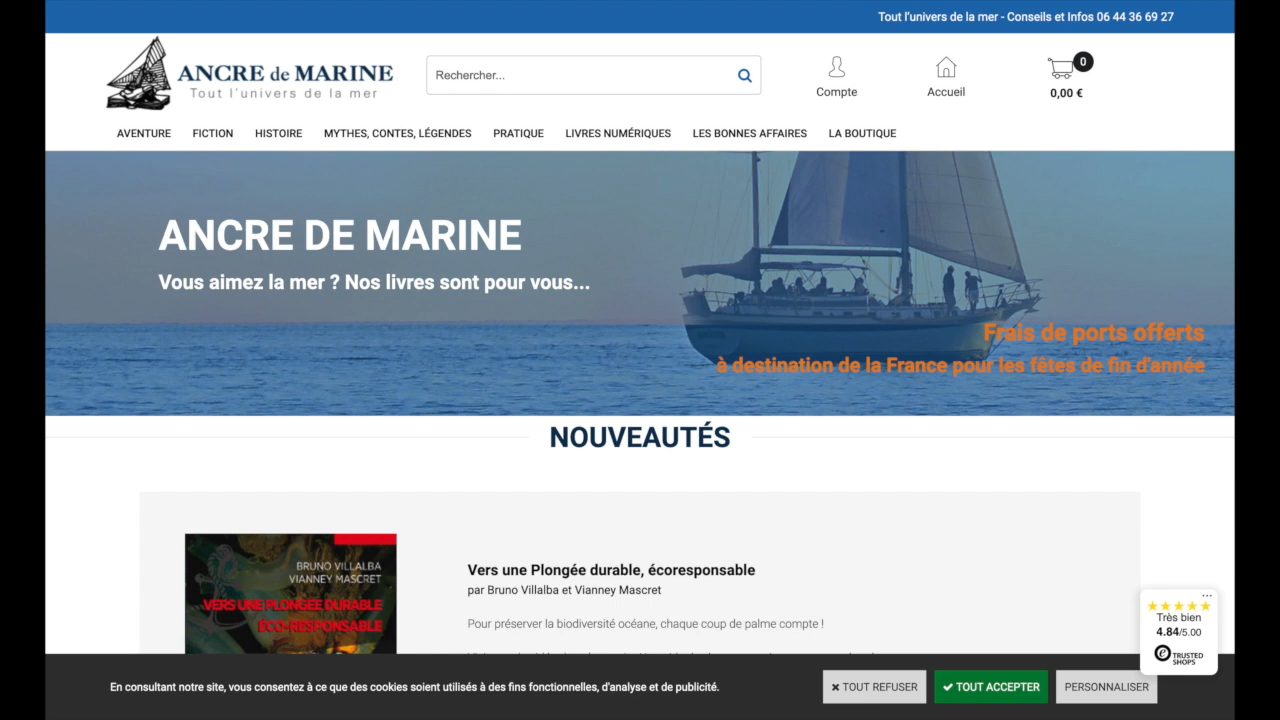 Tout l'univers de la mer - Conseils et Infos 06 44 36 69 27
ANCRE de MARINE
Tout l'univers de la mer
Rechercher...
Compte
Accueil
0
0,00 €
AVENTURE FICTION HISTOIRE MYTHES, CONTES, LÉGENDES PRATIQUE LIVRES NUMÉRIQUES LES BONNES AFFAIRES LA BOUTIQUE
ANCRE DE MARINE
Vous aimez la mer ? Nos livres sont pour vous...
Frais de ports offerts
à destination de la France pour les fêtes de fin d'année
NOUVEAUTÉS
BRUNO VILLALBA
VIANNEY MASCRET
VERS UNE PLONGÉE DURABLE
ÉCO-RESPONSABLE
Vers une Plongée durable, écoresponsable
par Bruno Villalba et Vianney Mascret
Pour préserver la biodiversité océane, chaque coup de palme compte !
Très bien
4.84/5.00
TRUSTED
SHOPS
En consultant notre site, vous consentez à ce que des cookies soient utilisés à des fins fonctionnelles, d'analyse et de publicité.
TOUT REFUSER
TOUT ACCEPTER
PERSONNALISER